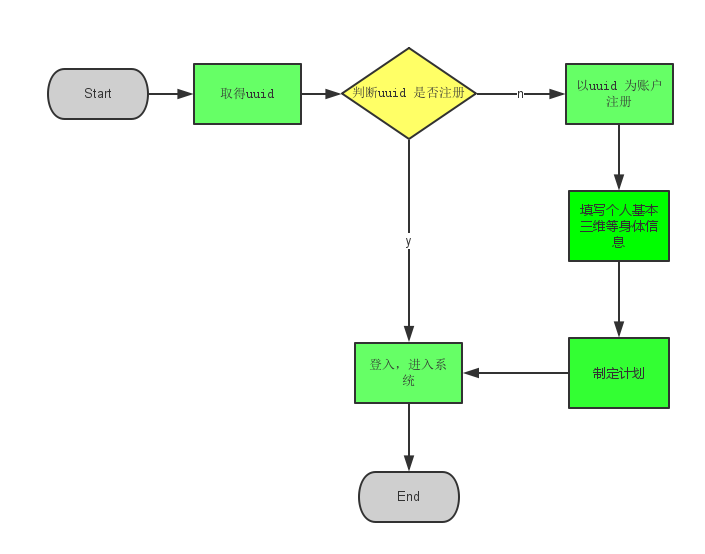 Start
取得uuid
判断uuid 是否注册
n
以uuid 为账户
注册
填写个人基本
三维等身体信
息
y
登入，进入系
统
制定计划
End